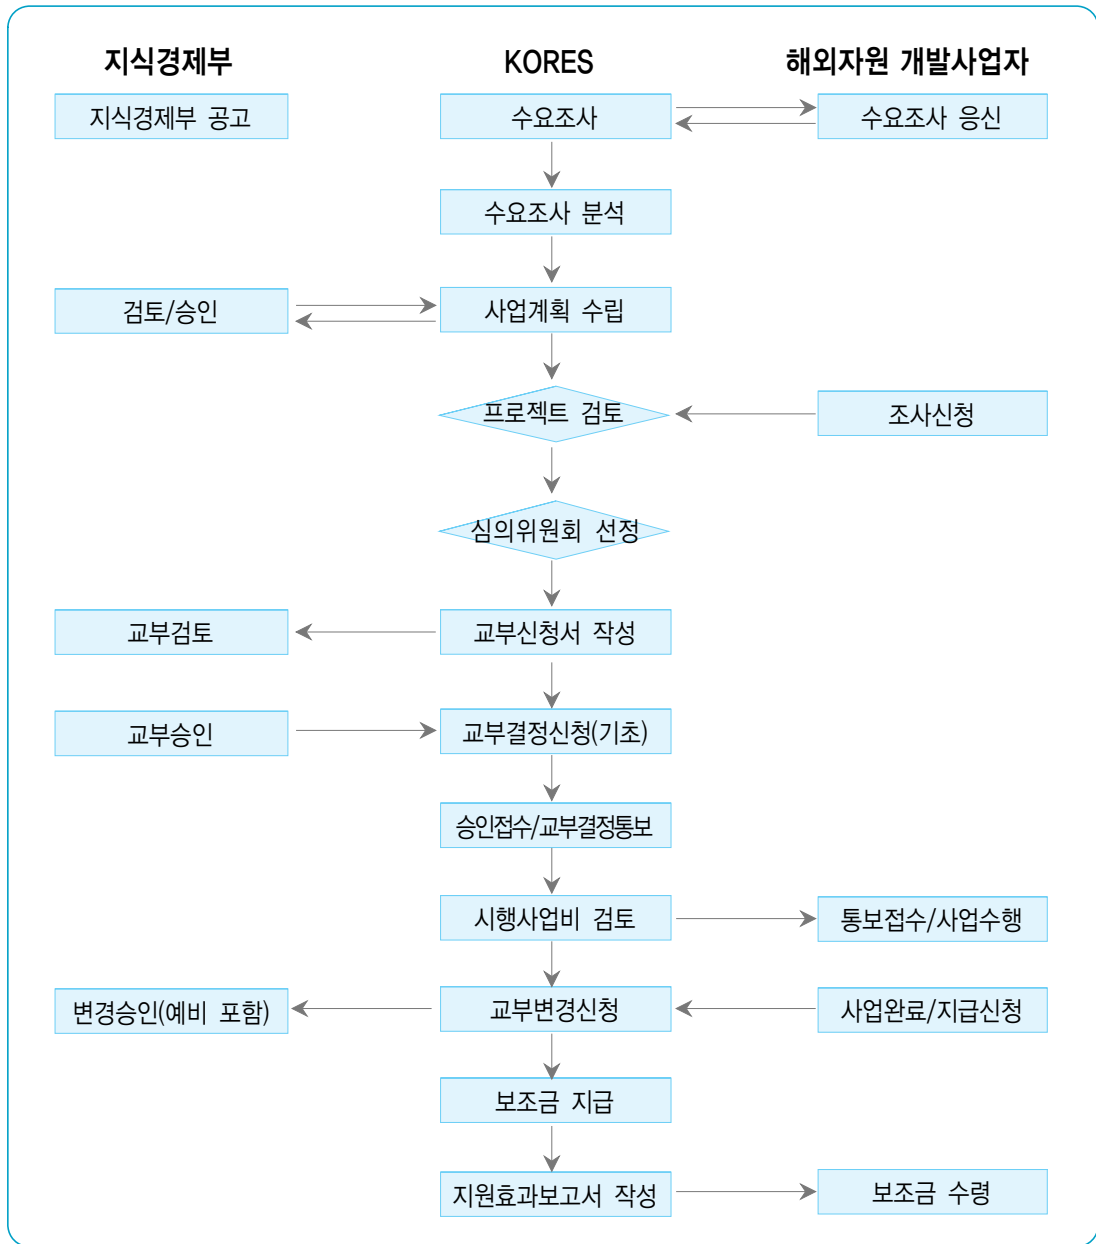 지식경제부
KORES
해외자원 개발사업자
지식경제부 공고
수요조사
수요조사 응신
수요조사 분석
검토/승인
사업계획 수립
프로젝트 검토
조사신청
심의위원회 선정
교부검토
교부신청서 작성
교부승인
교부결정신청(기초)
승인접수/교부결정통보
시행사업비 검토
통보접수/사업수행
변경승인(예비 포함)
교부변경신청
사업완료/지급신청
보조금 지급
지원효과보고서 작성
보조금 수령